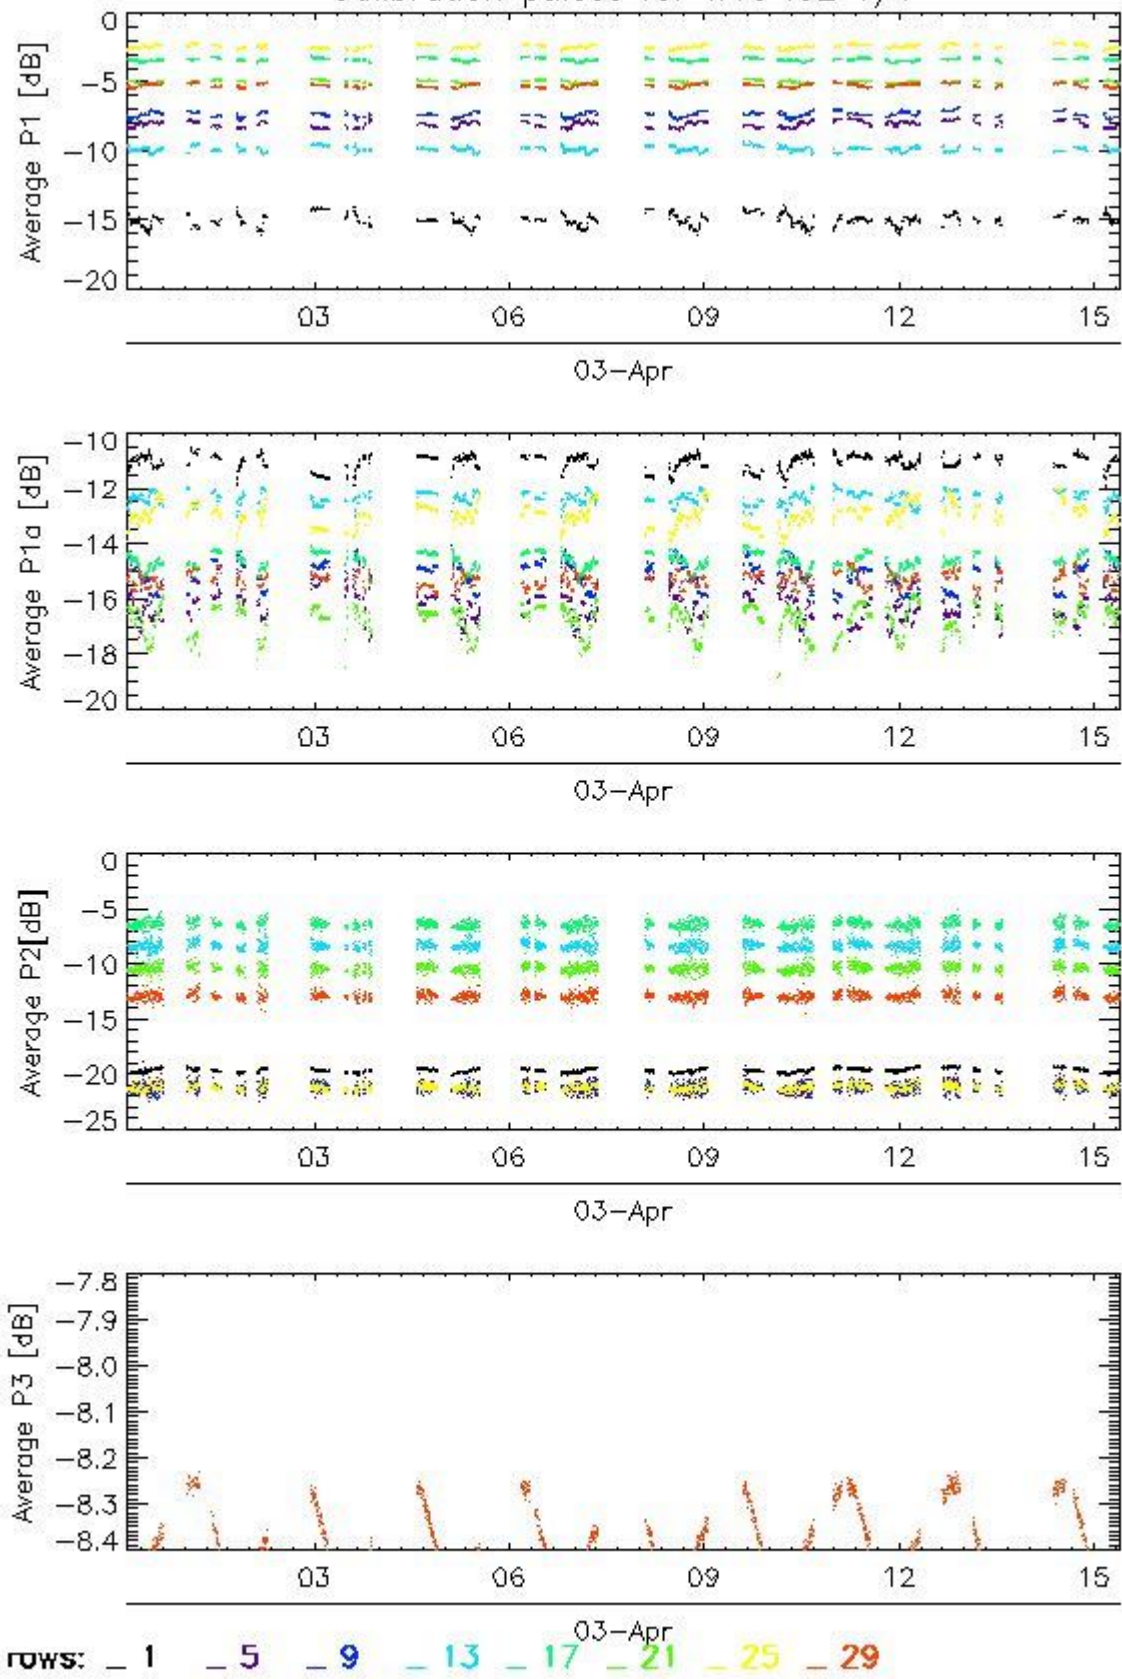 0
−5
−10
−15
−20
Average P1 [dB]
03 06 09 12 15
03−Apr
−10
−12
−14
−16
−18
−20
Average P1a [dB]
03 06 09 12 15
03−Apr
0
−5
−10
−15
−20
−25
Average P2[dB]
03 06 09 12 15
03−Apr
−7.8
−7.9
−8.0
−8.1
−8.2
−8.3
−8.4
Average P3 [dB]
03 06 09 12 15
03−Apr
rows: _ 1 _ 5 _ 9 _ 13 _ 17 _ 21 _ 25 _ 29